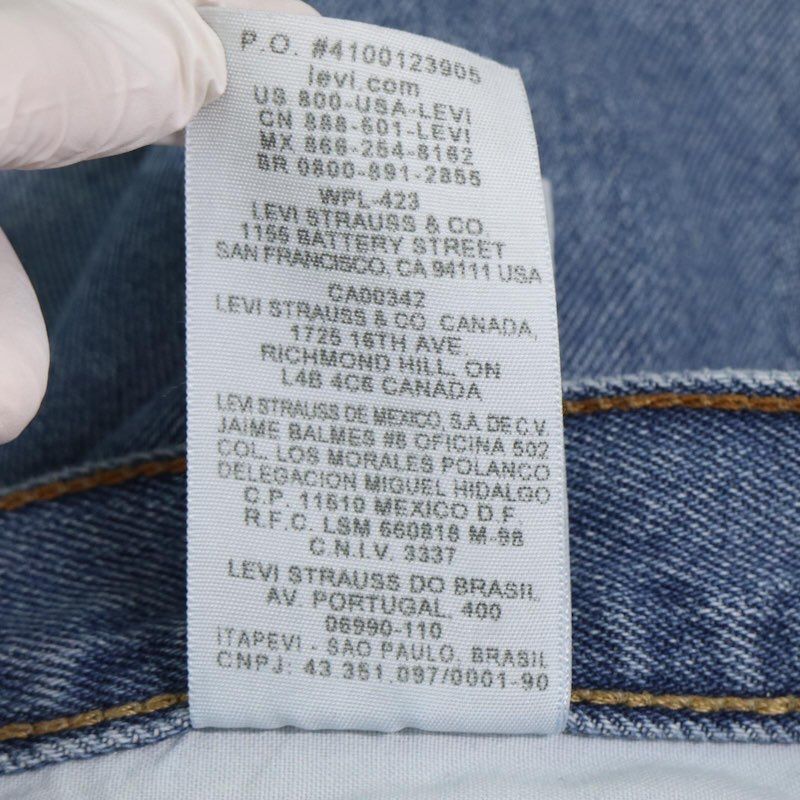 P.O. #4100123905
levi.com
US 800-USA-LEVI
CN 888-501-LEVI
MX 866-254-8162
BR 0800-891-2855
WPL-423
LEVI STRAUSS & CO.
1155 BATTERY STREET
SAN FRANCISCO, CA 94111 USA
CA00342
LEVI STRAUSS & CO. CANADA,
1725 16TH AVE,
RICHMOND HILL, ON
L4B 4C6 CANADA
LEVI STRAUSS DE MEXICO, S.A. DE C.V.
JAIME BALMES #8 OFICINA 502
COL. LOS MORALES POLANCO
DELEGACION MIGUEL HIDALGO
C.P. 11510 MEXICO D.F.
R.F.C. LSM 660818 M-98
C.N.I.V. 3337
LEVI STRAUSS DO BRASIL
AV. PORTUGAL, 400
06990-110
ITAPEVI - SAO PAULO, BRASIL
CNPJ: 43.351.097/0001-90